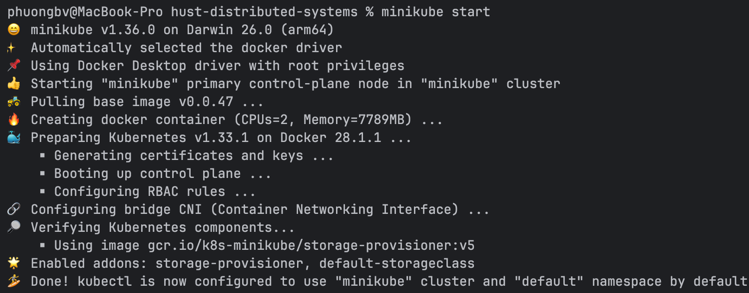 phuongbv@MacBook-Pro hust-distributed-systems % minikube start
😄 minikube v1.36.0 on Darwin 26.0 (arm64)
✨ Automatically selected the docker driver
📌 Using Docker Desktop driver with root privileges
👍 Starting "minikube" primary control-plane node in "minikube" cluster
🚜 Pulling base image v0.0.47 ...
🔥 Creating docker container (CPUs=2, Memory=7789MB) ...
🐳 Preparing Kubernetes v1.33.1 on Docker 28.1.1 ...
▪ Generating certificates and keys ...
▪ Booting up control plane ...
▪ Configuring RBAC rules ...
🔗 Configuring bridge CNI (Container Networking Interface) ...
🔎 Verifying Kubernetes components...
▪ Using image gcr.io/k8s-minikube/storage-provisioner:v5
🌟 Enabled addons: storage-provisioner, default-storageclass
🏄 Done! kubectl is now configured to use "minikube" cluster and "default" namespace by default